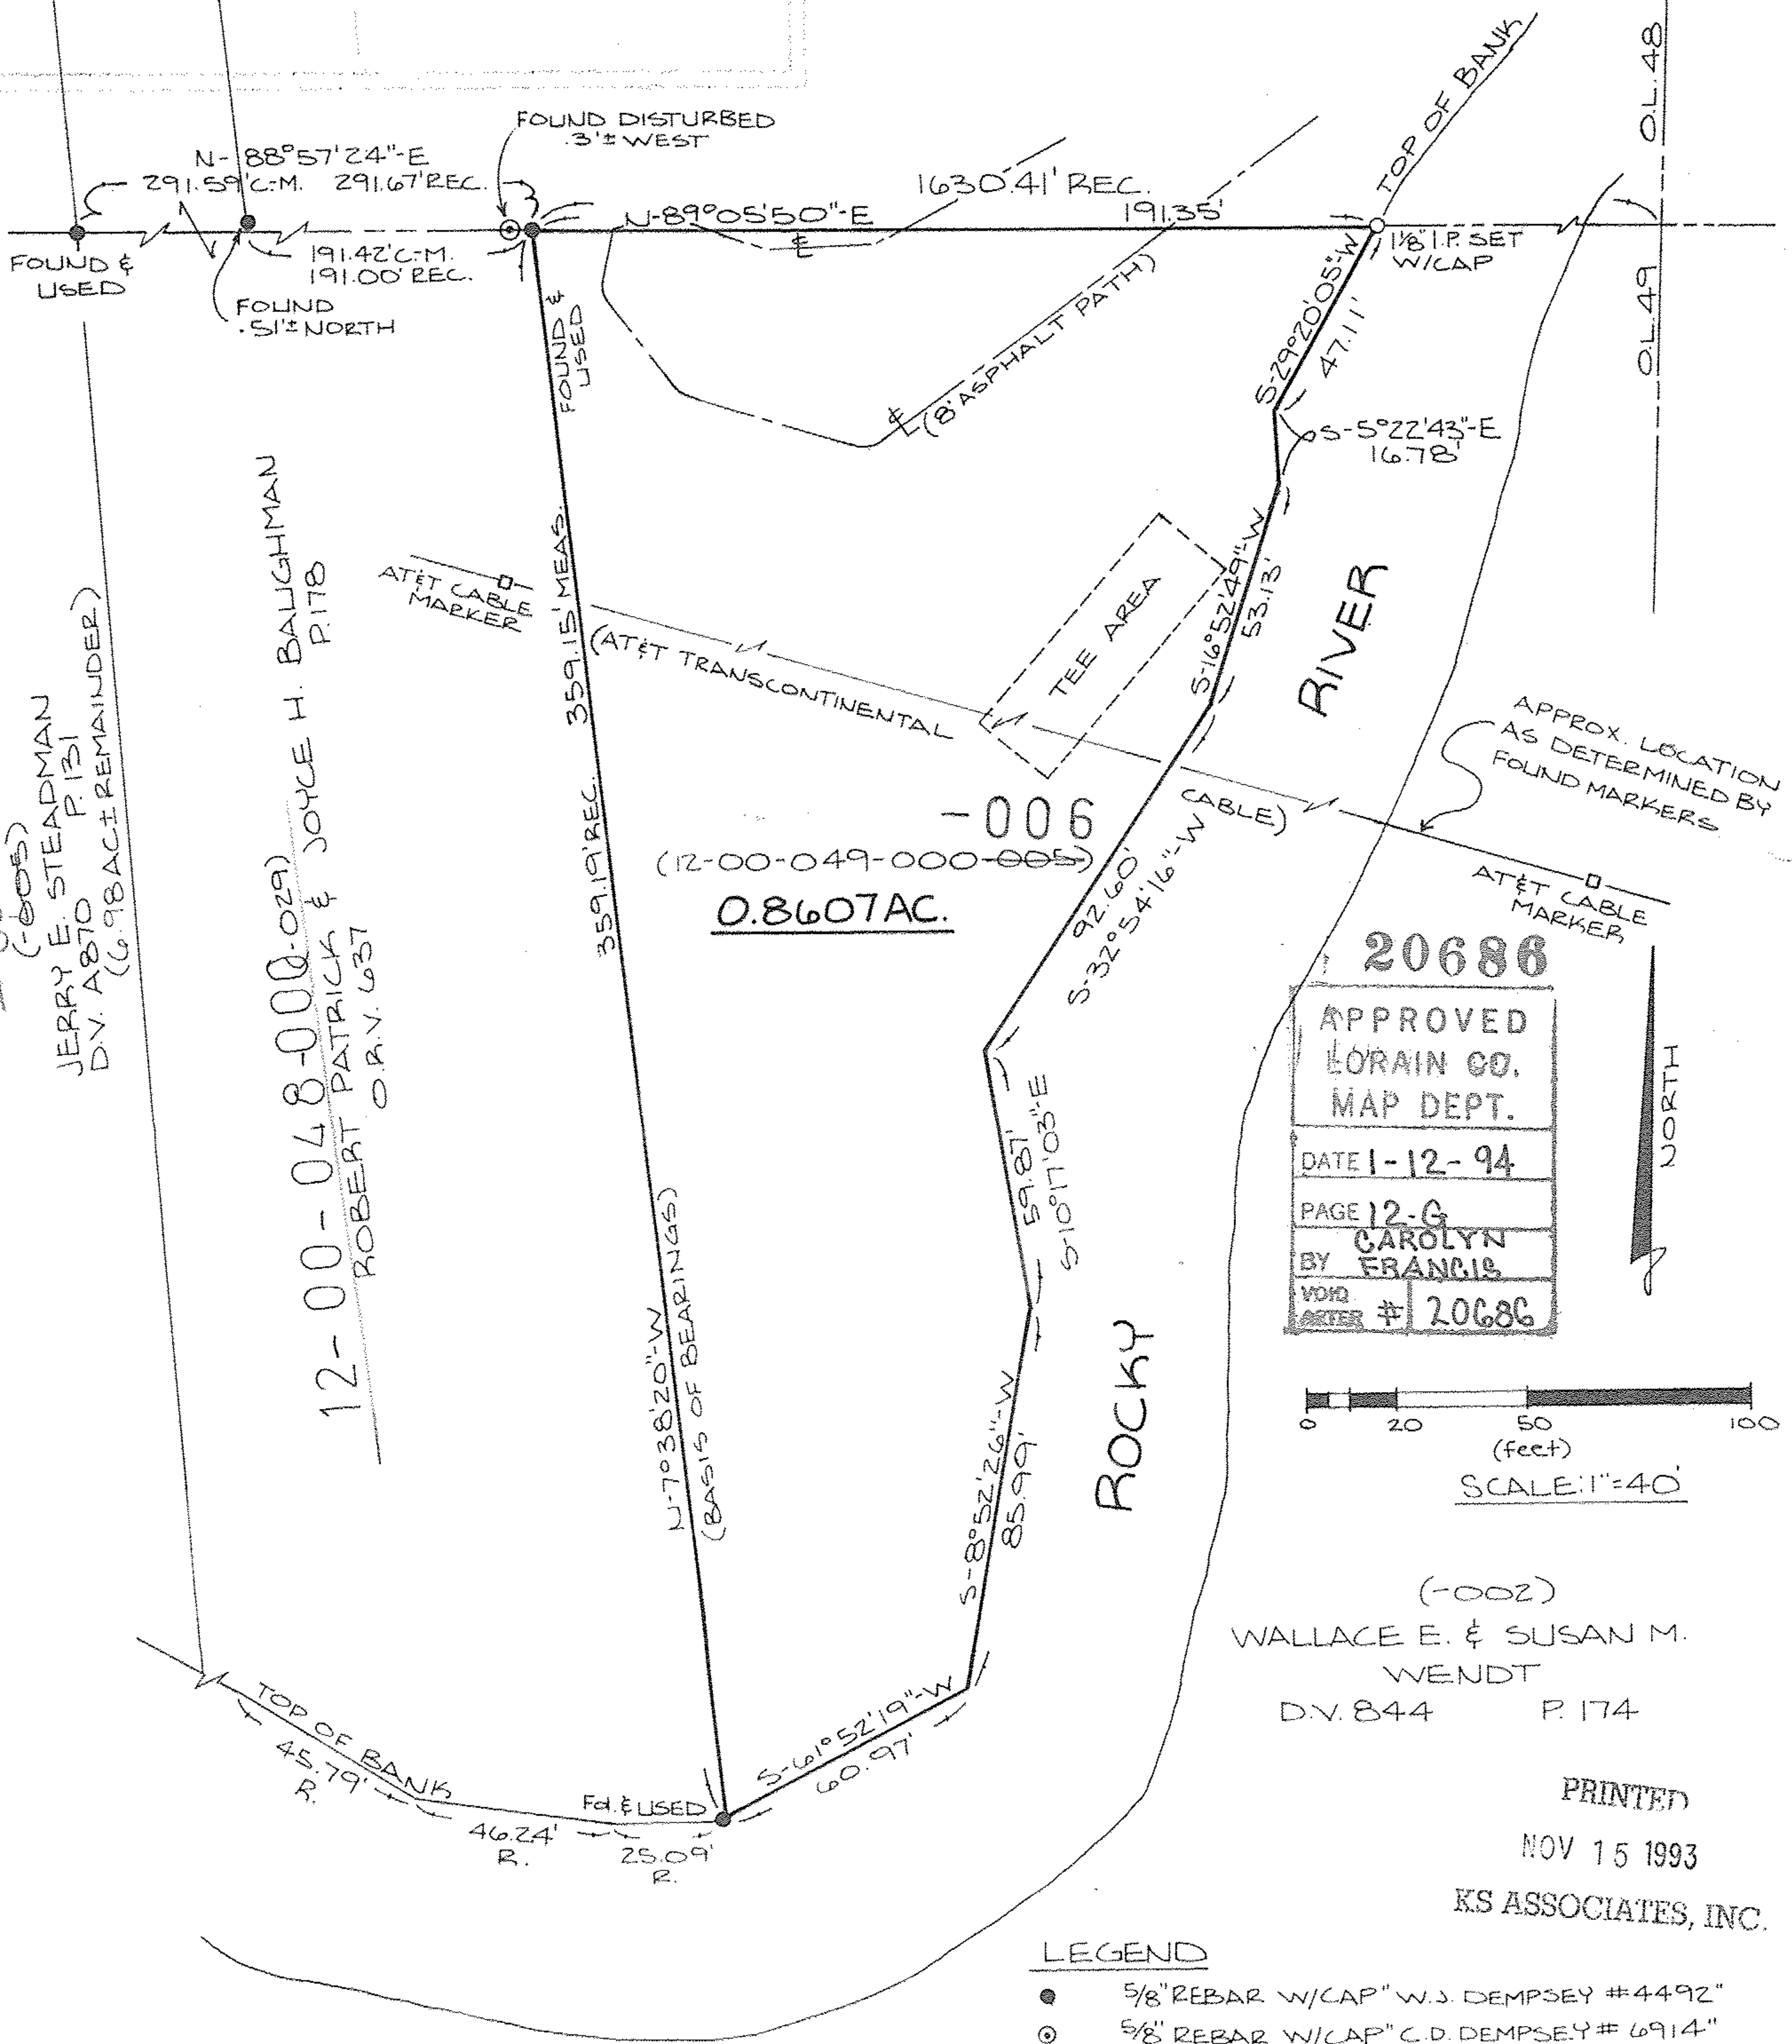 O.L.48
O.L.49
TOP OF BANK
FOUND DISTURBED
.3'± WEST
N-88°57'24"-E
291.59'C-M. 291.67'REC.
1630.41' REC.
N-89°05'50"-E
191.35'
FOUND &
USED
191.42'C-M.
191.00' REC.
FOUND
.51'± NORTH
1⅛" I.P. SET
W/CAP
FOUND &
USED
℄
℄ (8' ASPHALT PATH)
S-29°20'05"-W
47.11'
S-5°22'43"-E
16.78'
S-16°52'49"-W
53.13'
AT&T CABLE
MARKER
(AT&T TRANSCONTINENTAL
CABLE)
TEE AREA
RIVER
APPROX. LOCATION
AS DETERMINED BY
FOUND MARKERS
AT&T CABLE
MARKER
359.19' REC. 359.15' MEAS.
(-005)
JERRY E. STEADMAN
D.V. A870 P. 131
(6.98AC± REMAINDER)
12-00-048-000-029)
ROBERT PATRICK & JOYCE H. BAUGHMAN
O.R.V. 637 P.178
-006
(12-00-049-000-005)
0.8607AC.
92.60'
S-32°54'16"-W
59.87'
S-10°17'03"-E
20686
APPROVED
LORAIN CO.
MAP DEPT.
DATE 1-12-94
PAGE 12-G
BY CAROLYN
FRANCIS
VOID
AFTER # 20686
NORTH
N-7°38'20"-W
(BASIS OF BEARINGS)
S-8°52'26"-W
85.99'
ROCKY
0 20 50 100
(feet)
SCALE: 1"=40'
(-002)
WALLACE E. & SUSAN M.
WENDT
D.V. 844 P. 174
TOP OF BANK
45.79'
R.
46.24'
R.
Fd. & USED
25.09'
R.
S-61°52'19"-W
60.97'
PRINTED
NOV 15 1993
KS ASSOCIATES, INC.
LEGEND
● 5/8" REBAR W/CAP "W.J. DEMPSEY #4492"
⊙ 5/8" REBAR W/CAP "C.D. DEMPSEY # 6914"